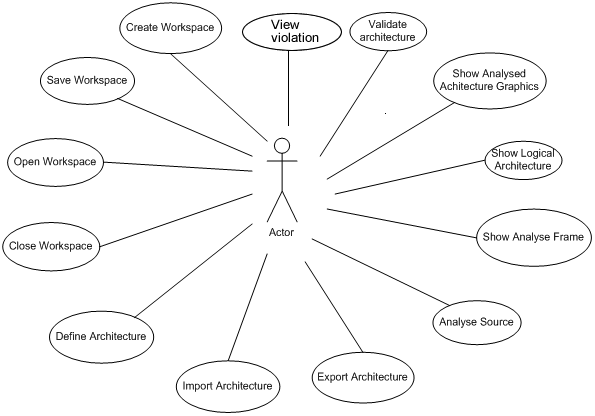 Create Workspace
View
violation
Validate
architecture
Save Workspace
Show Analysed
Achitecture Graphics
Open Workspace
Show Logical
Architecture
Actor
Close Workspace
Show Analyse Frame
Define Architecture
Analyse Source
Import Architecture
Export Architecture